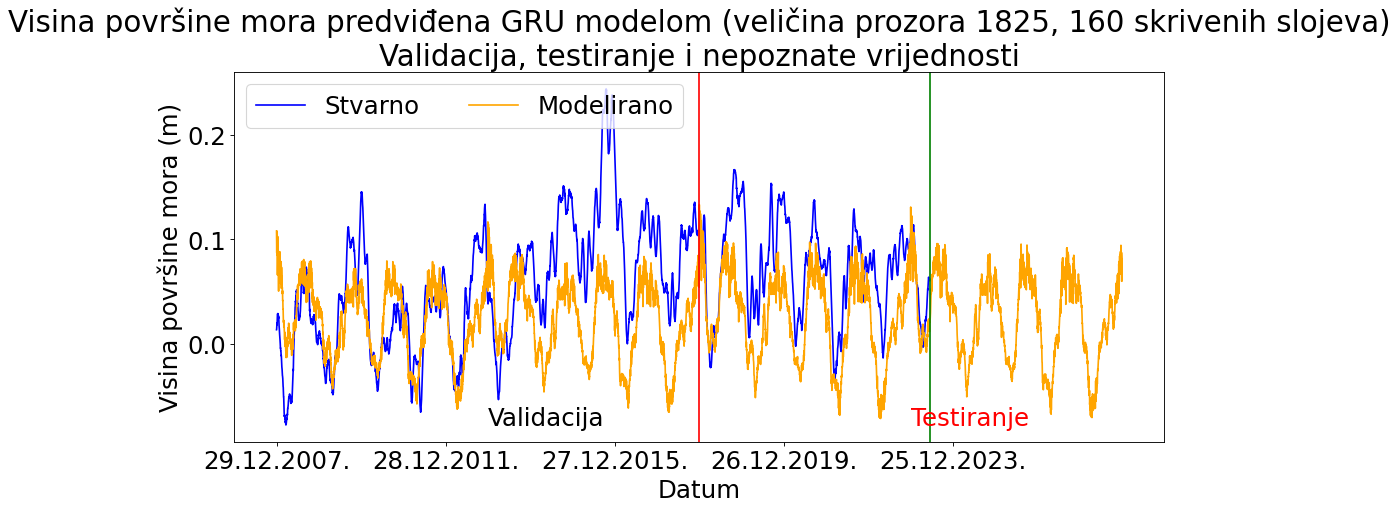 Visina površine mora predviđena GRU modelom (veličina prozora 1825, 160 skrivenih slojeva)
Validacija, testiranje i nepoznate vrijednosti
Stvarno
Modelirano
Visina površine mora (m)
0.2
0.1
0.0
Validacija
Testiranje
29.12.2007.
28.12.2011.
27.12.2015.
26.12.2019.
25.12.2023.
Datum